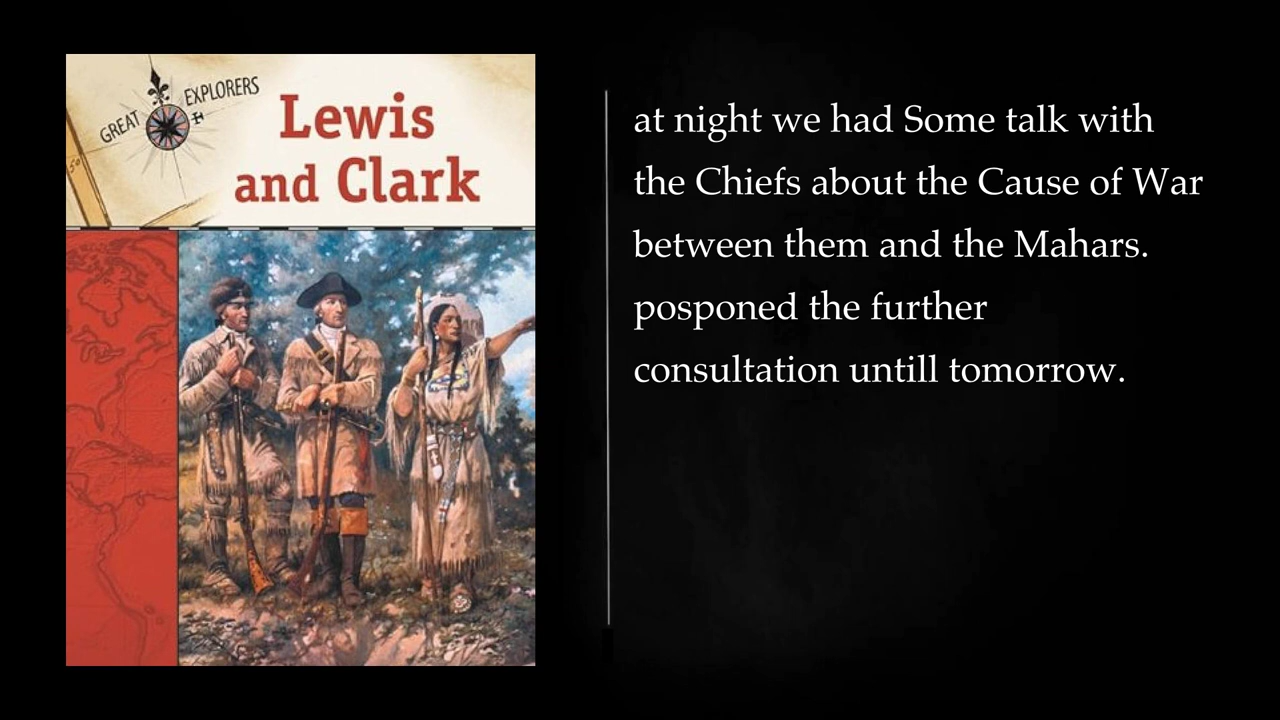 GREAT EXPLORERS
Lewis
and Clark
50
at night we had Some talk with
the Chiefs about the Cause of War
between them and the Mahars.
posponed the further
consultation untill tomorrow.